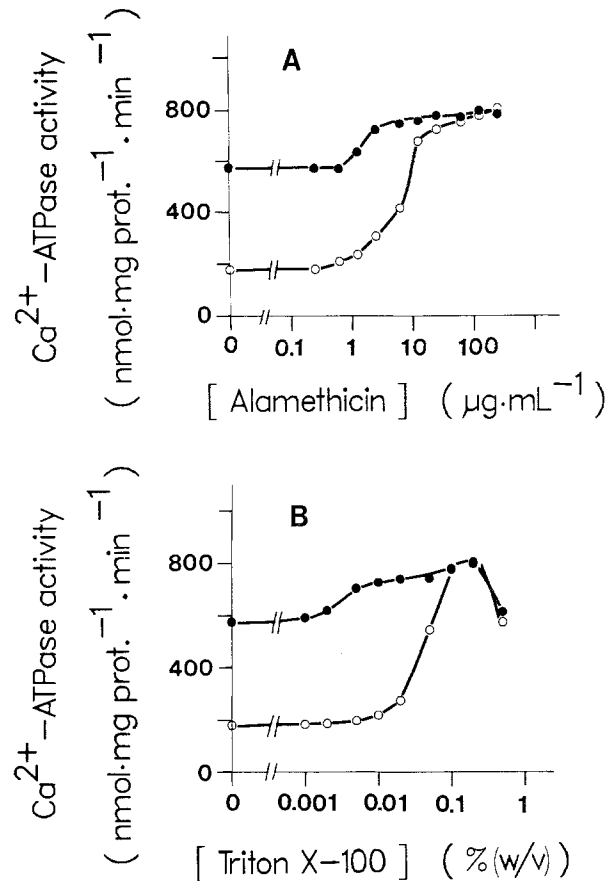 A
Ca2+ –ATPase activity
(nmol·mg prot.−1 · min−1)
800
400
0
0 0.1 1 10 100
[ Alamethicin ] (µg·mL−1)
B
Ca2+ –ATPase activity
(nmol·mg prot.−1 · min−1)
800
400
0
0 0.001 0.01 0.1 1
[ Triton X-100 ] (%(w/v))